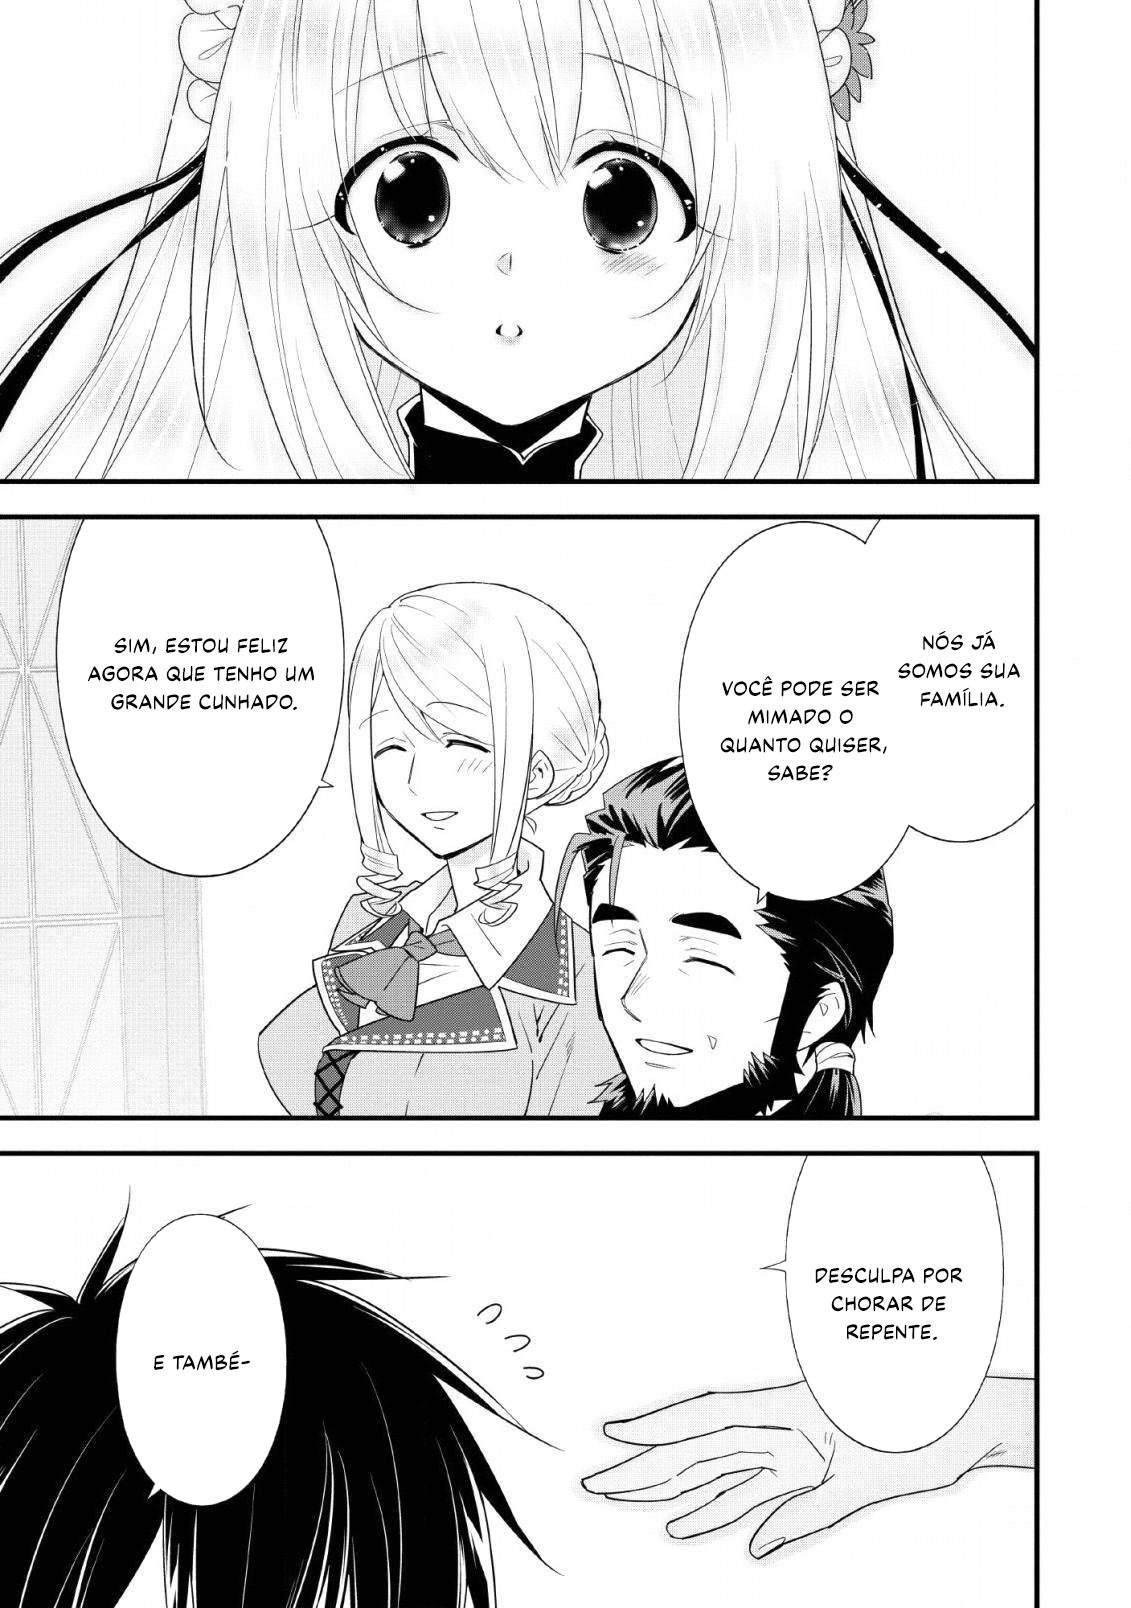 NÓS JÁ
SOMOS SUA
FAMÍLIA.
VOCÊ PODE SER
MIMADO O
QUANTO QUISER,
SABE?
SIM, ESTOU FELIZ
AGORA QUE TENHO UM
GRANDE CUNHADO.
DESCULPA POR
CHORAR DE
REPENTE.
E TAMBÉ-